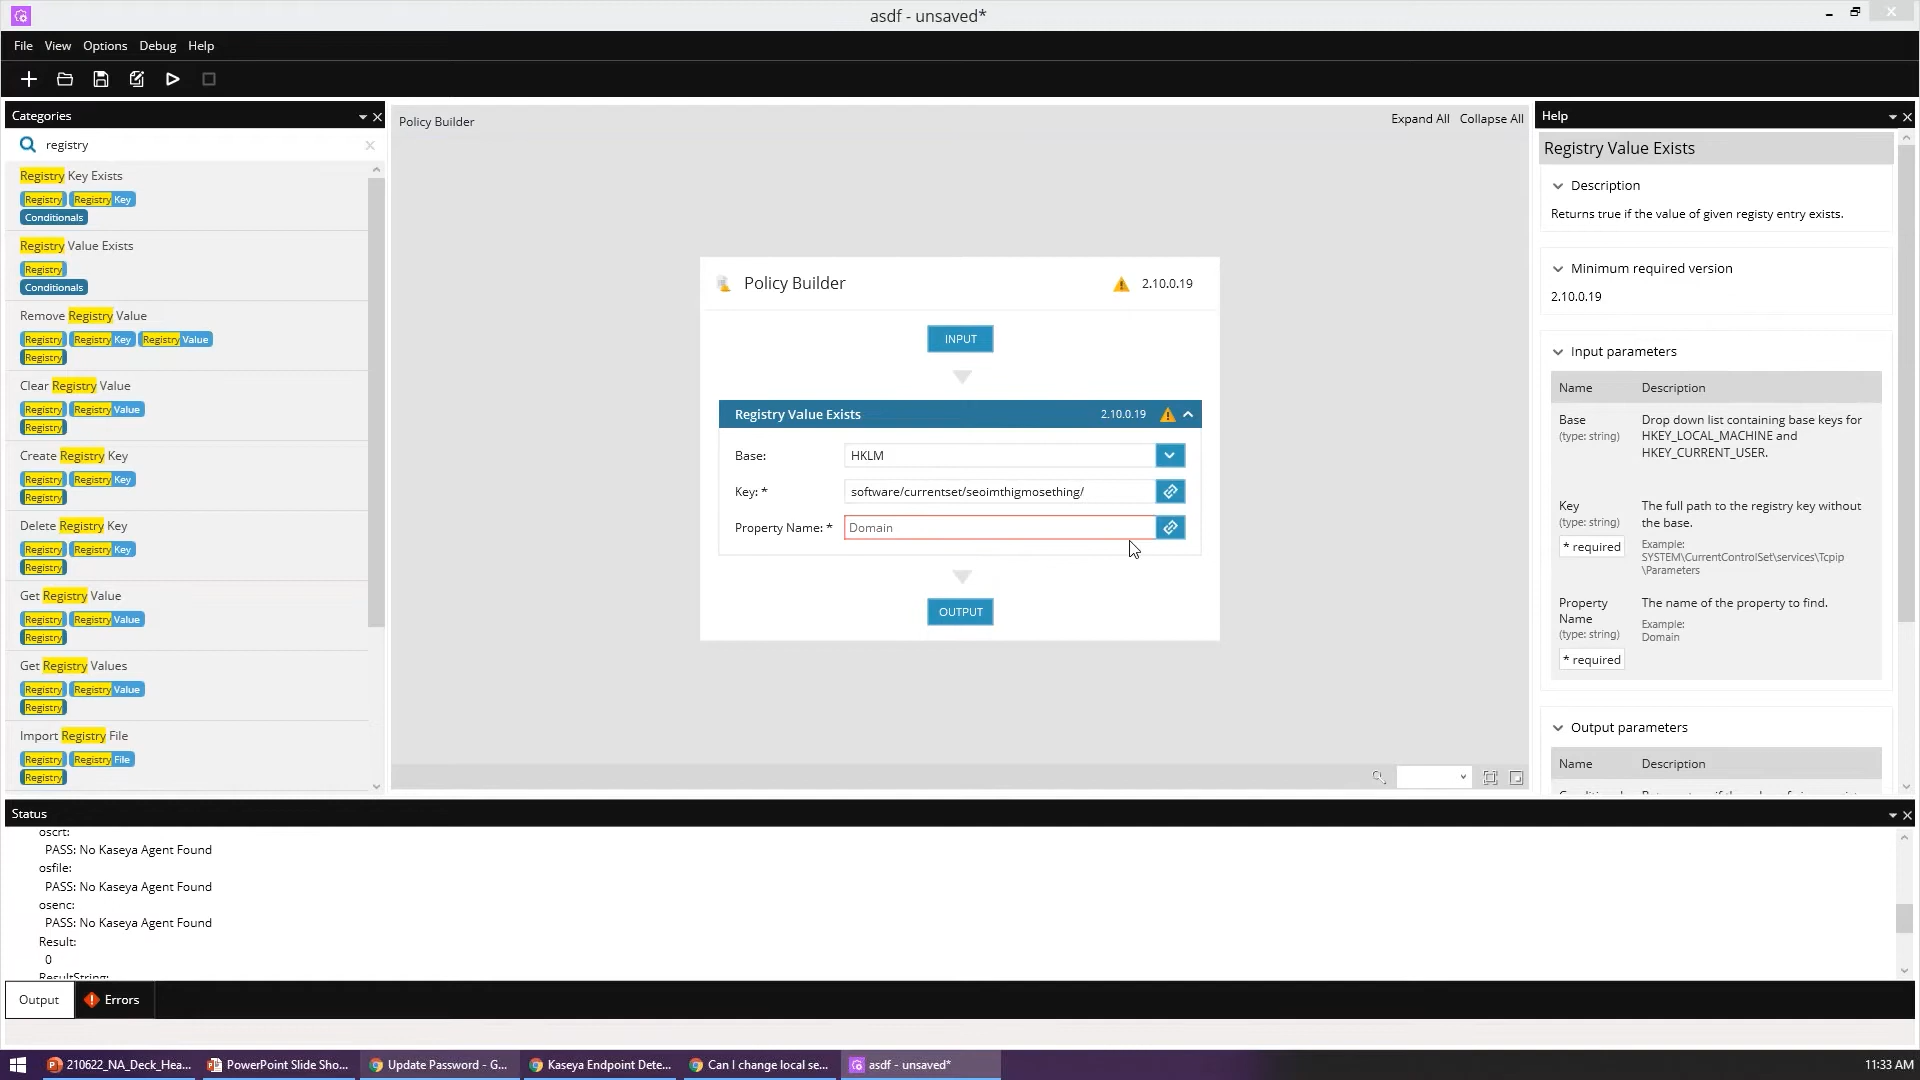 asdf - unsaved*
File View Options Debug Help
Categories
registry
Registry Key Exists
Registry Registry Key
Conditionals
Registry Value Exists
Registry
Conditionals
Remove Registry Value
Registry Registry Key Registry Value
Registry
Clear Registry Value
Registry Registry Value
Registry
Create Registry Key
Registry Registry Key
Registry
Delete Registry Key
Registry Registry Key
Registry
Get Registry Value
Registry Registry Value
Registry
Get Registry Values
Registry Registry Value
Registry
Import Registry File
Registry Registry File
Registry
Policy Builder
Expand All Collapse All
Policy Builder 2.10.0.19
INPUT
Registry Value Exists 2.10.0.19
Base: HKLM
Key: * software/currentset/seoimthigmosething/
Property Name: * Domain
OUTPUT
Help
Registry Value Exists
Description
Returns true if the value of given registy entry exists.
Minimum required version
2.10.0.19
Input parameters
Name Description
Base
(type: string)
Drop down list containing base keys for
HKEY_LOCAL_MACHINE and
HKEY_CURRENT_USER.
Key
(type: string)
* required
The full path to the registry key without
the base.
Example:
SYSTEM\CurrentControlSet\services\Tcpip
\Parameters
Property
Name
(type: string)
* required
The name of the property to find.
Example:
Domain
Output parameters
Name Description
Status
oscrt:
PASS: No Kaseya Agent Found
osfile:
PASS: No Kaseya Agent Found
osenc:
PASS: No Kaseya Agent Found
Result:
0
ResultString:
Output Errors
210622_NA_Deck_Hea... PowerPoint Slide Sho... Update Password - G... Kaseya Endpoint Dete... Can I change local se... asdf - unsaved* 11:33 AM